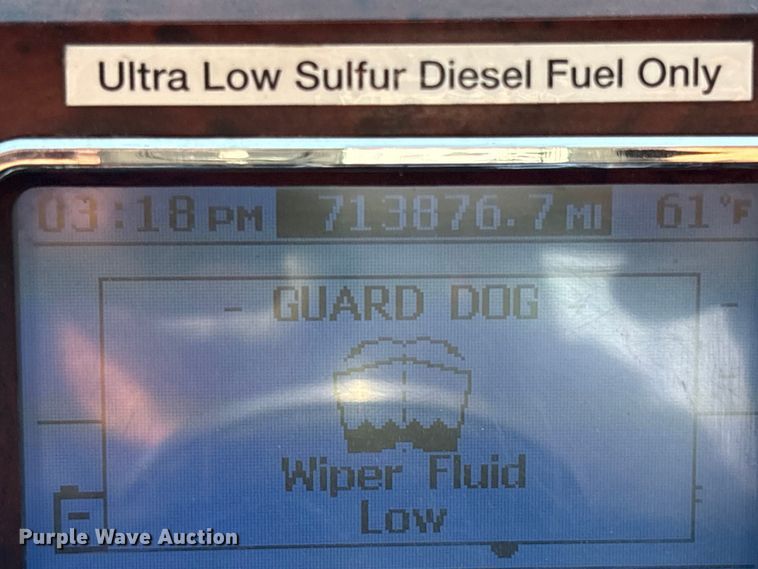 Ultra Low Sulfur Diesel Fuel Only
03:18 PM 713876.7 MI 61°F
- GUARD DOG -
Wiper Fluid
Low
Purple Wave Auction